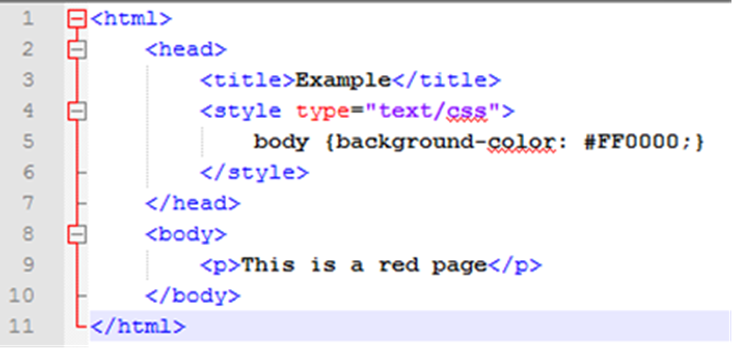 1 <html>
2 <head>
3 <title>Example</title>
4 <style type="text/css">
5 body {background-color: #FF0000;}
6 </style>
7 </head>
8 <body>
9 <p>This is a red page</p>
10 </body>
11 </html>